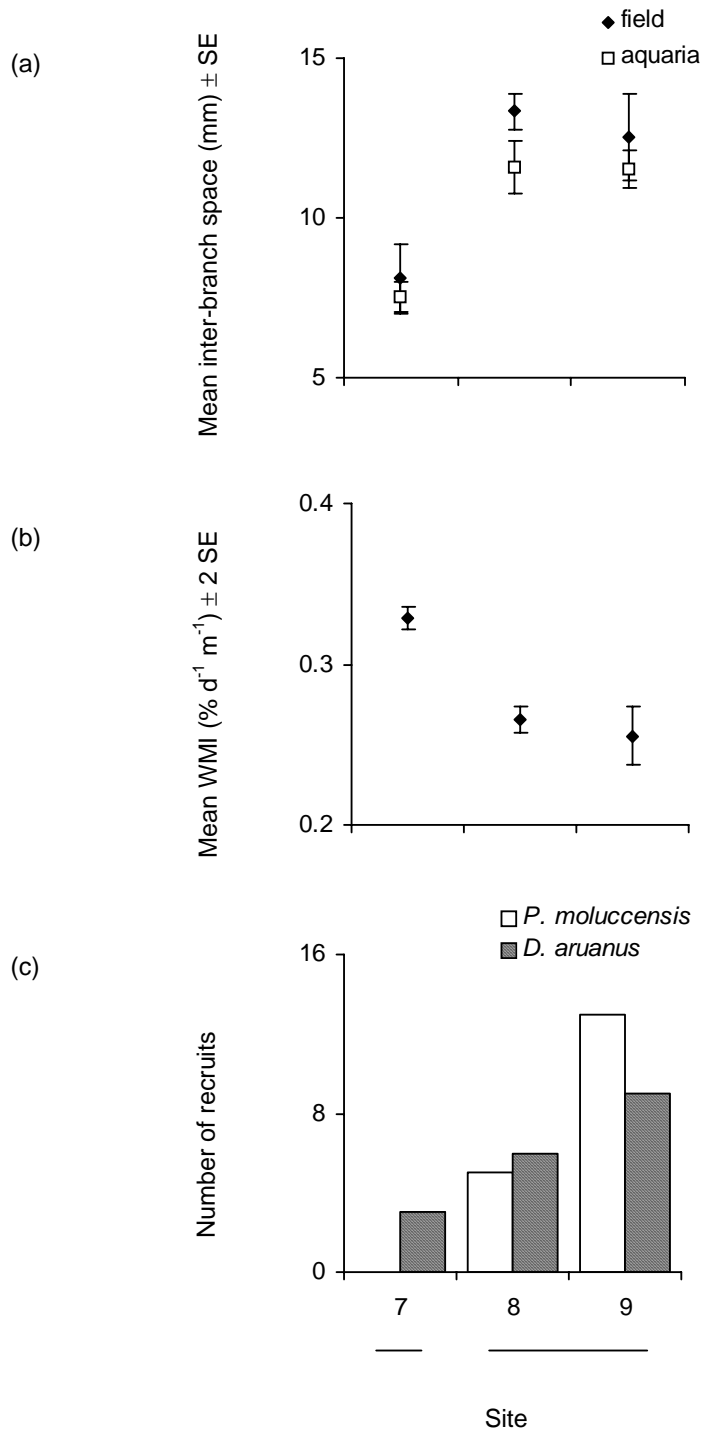 (a)
field
aquaria
Mean inter-branch space (mm) ± SE
15
10
5
(b)
Mean WMI (% d⁻¹ m⁻¹) ± 2 SE
0.4
0.3
0.2
(c)
P. moluccensis
D. aruanus
Number of recruits
16
8
0
7 8 9
Site